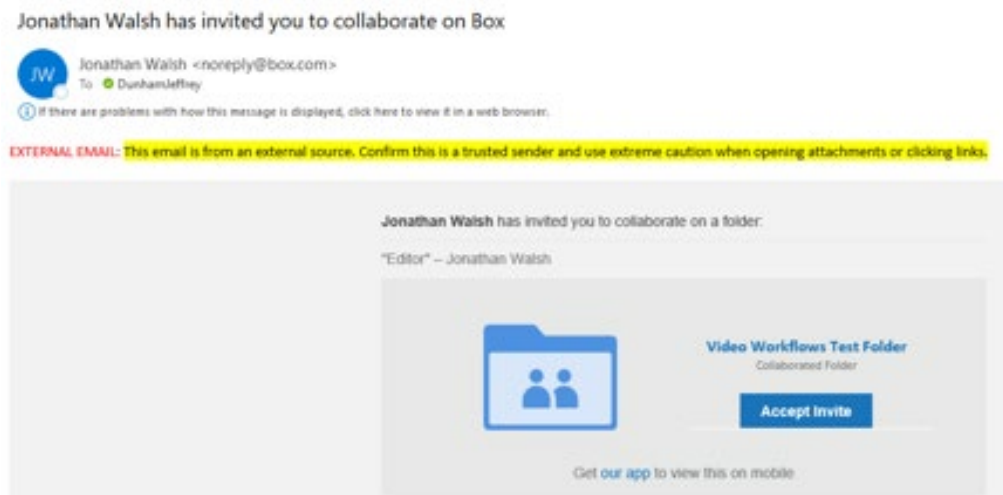 Jonathan Walsh has invited you to collaborate on Box
JW
Jonathan Walsh <noreply@box.com>
To DunhamJeffrey
If there are problems with how this message is displayed, click here to view it in a web browser.
EXTERNAL EMAIL: This email is from an external source. Confirm this is a trusted sender and use extreme caution when opening attachments or clicking links.
Jonathan Walsh has invited you to collaborate on a folder:
"Editor" – Jonathan Walsh
Video Workflows Test Folder
Collaborated Folder
Accept Invite
Get our app to view this on mobile